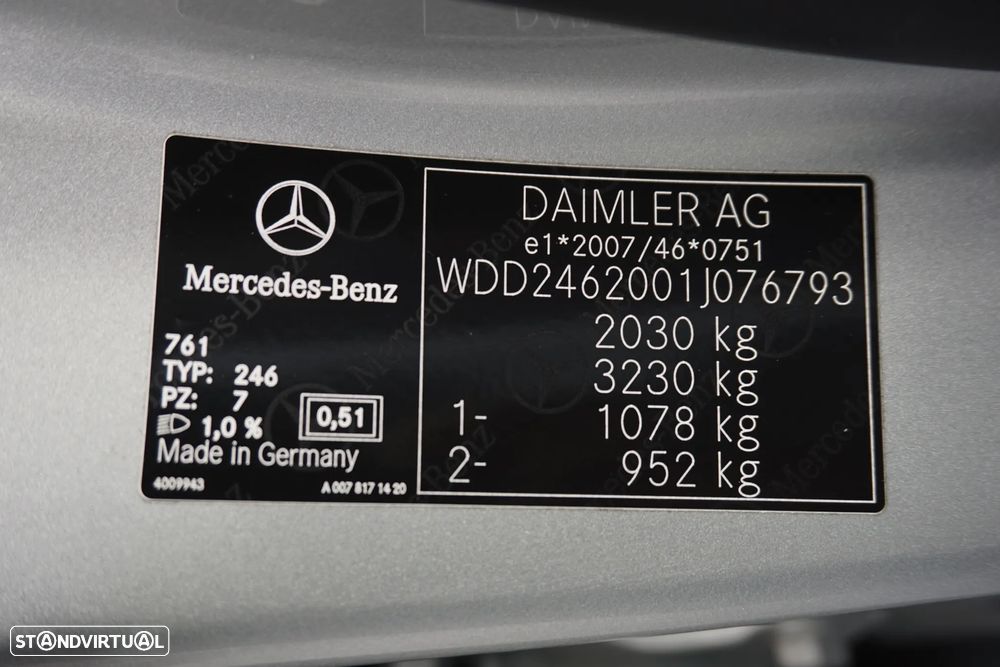 Mercedes-Benz
761
TYP: 246
PZ: 7
1,0 %
0,51
Made in Germany
4009943
A 007 817 14 20
DAIMLER AG
e1*2007/46*0751
WDD2462001J076793
2030 kg
3230 kg
1- 1078 kg
2- 952 kg
STANDVIRTUAL